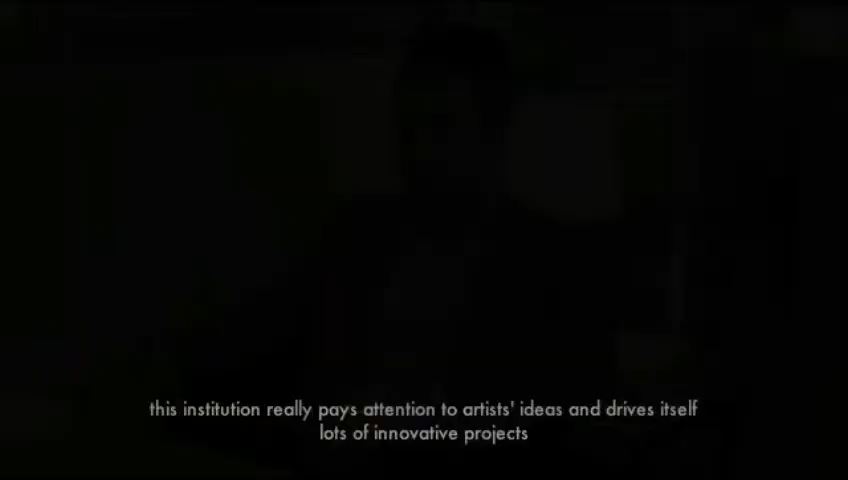 this institution really pays attention to artists' ideas and drives itself
lots of innovative projects